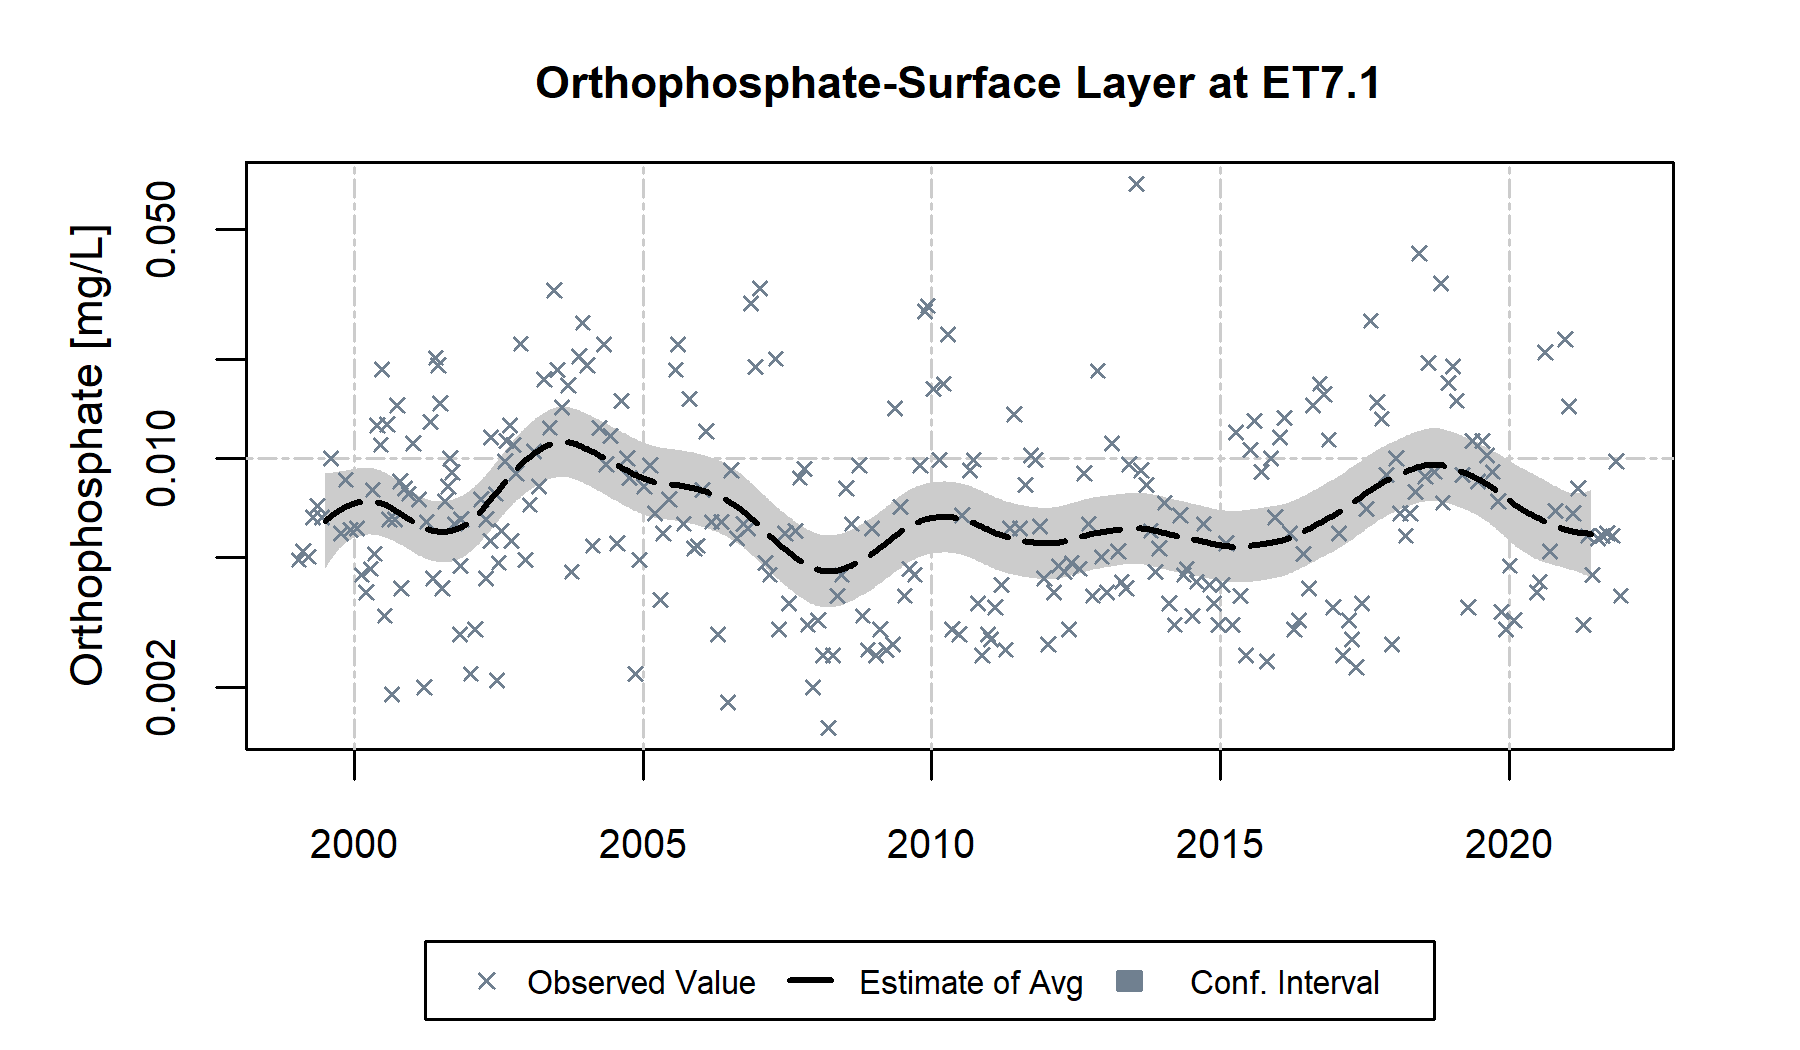 Orthophosphate-Surface Layer at ET7.1
Orthophosphate [mg/L]
0.050
0.010
0.002
2000 2005 2010 2015 2020
Observed Value Estimate of Avg Conf. Interval